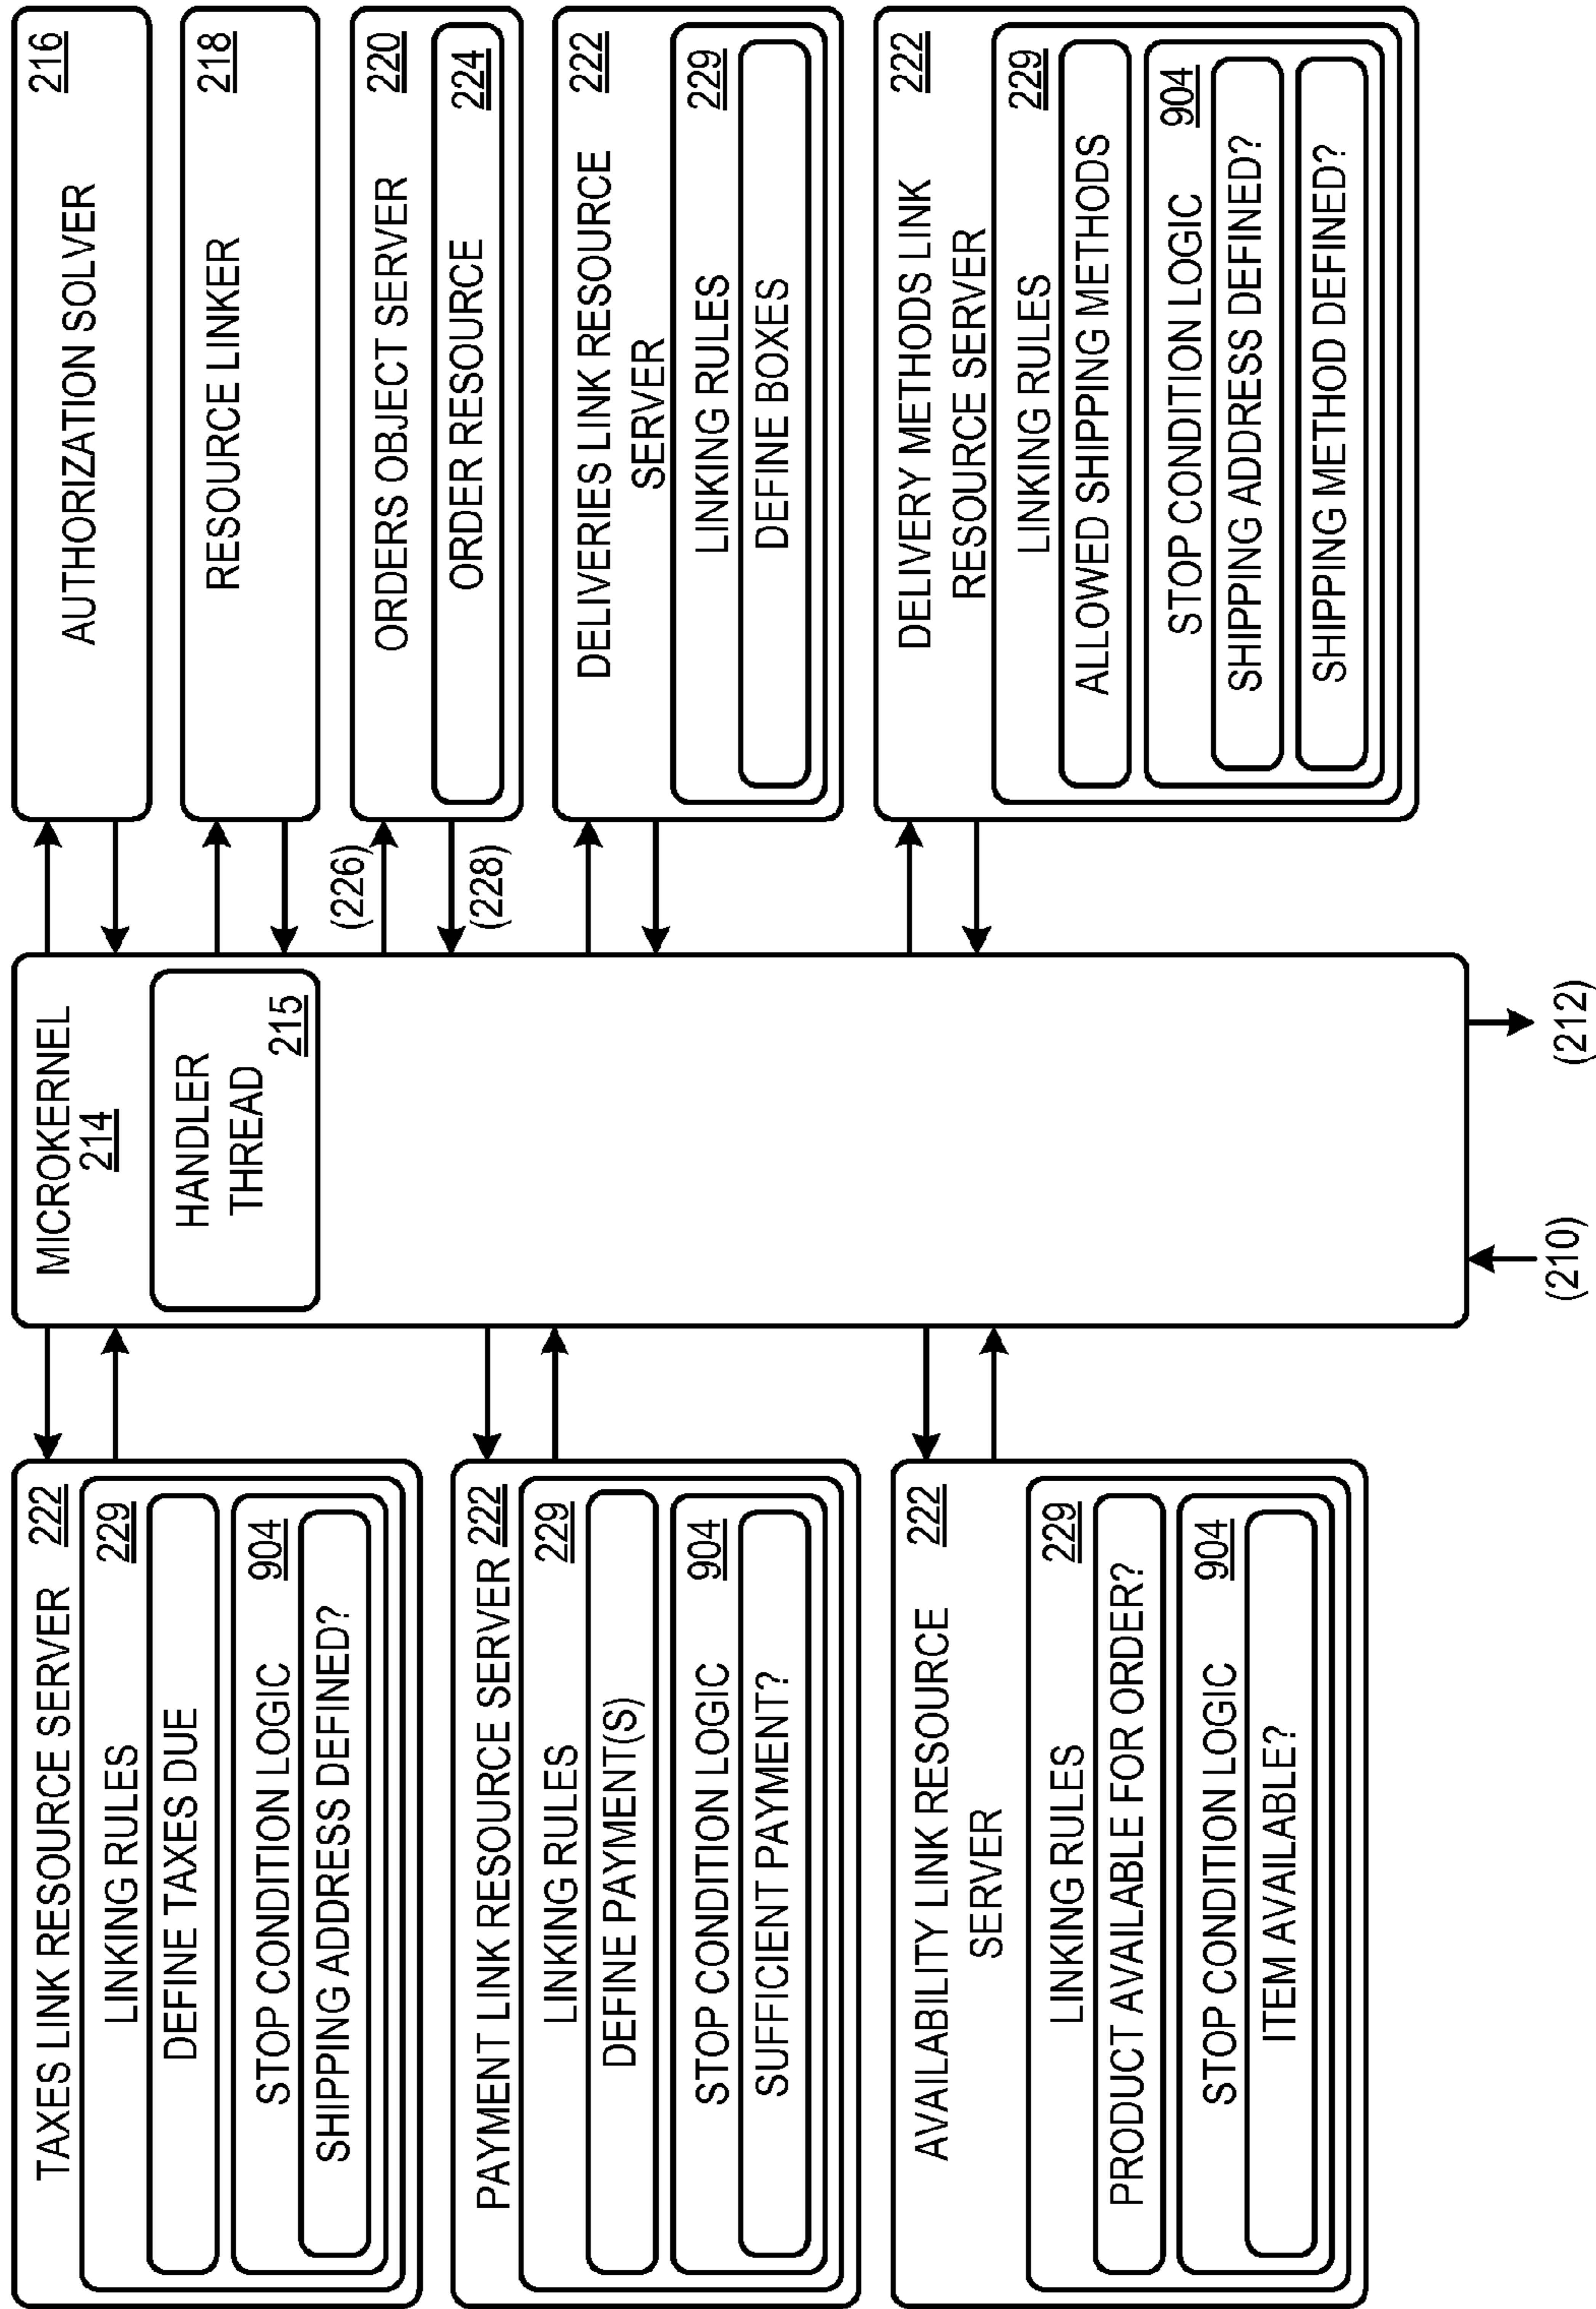 TAXES LINK RESOURCE SERVER 222
LINKING RULES 229
DEFINE TAXES DUE
STOP CONDITION LOGIC 904
SHIPPING ADDRESS DEFINED?
PAYMENT LINK RESOURCE SERVER 222
LINKING RULES 229
DEFINE PAYMENT(S)
STOP CONDITION LOGIC 904
SUFFICIENT PAYMENT?
AVAILABILITY LINK RESOURCE 222
SERVER
LINKING RULES 229
PRODUCT AVAILABLE FOR ORDER?
STOP CONDITION LOGIC 904
ITEM AVAILABLE?
MICROKERNEL
214
HANDLER
THREAD
215
(210)
(212)
(226)
(228)
AUTHORIZATION SOLVER 216
RESOURCE LINKER 218
ORDERS OBJECT SERVER 220
ORDER RESOURCE 224
DELIVERIES LINK RESOURCE 222
SERVER
LINKING RULES 229
DEFINE BOXES
DELIVERY METHODS LINK 222
RESOURCE SERVER
LINKING RULES 229
ALLOWED SHIPPING METHODS
STOP CONDITION LOGIC 904
SHIPPING ADDRESS DEFINED?
SHIPPING METHOD DEFINED?